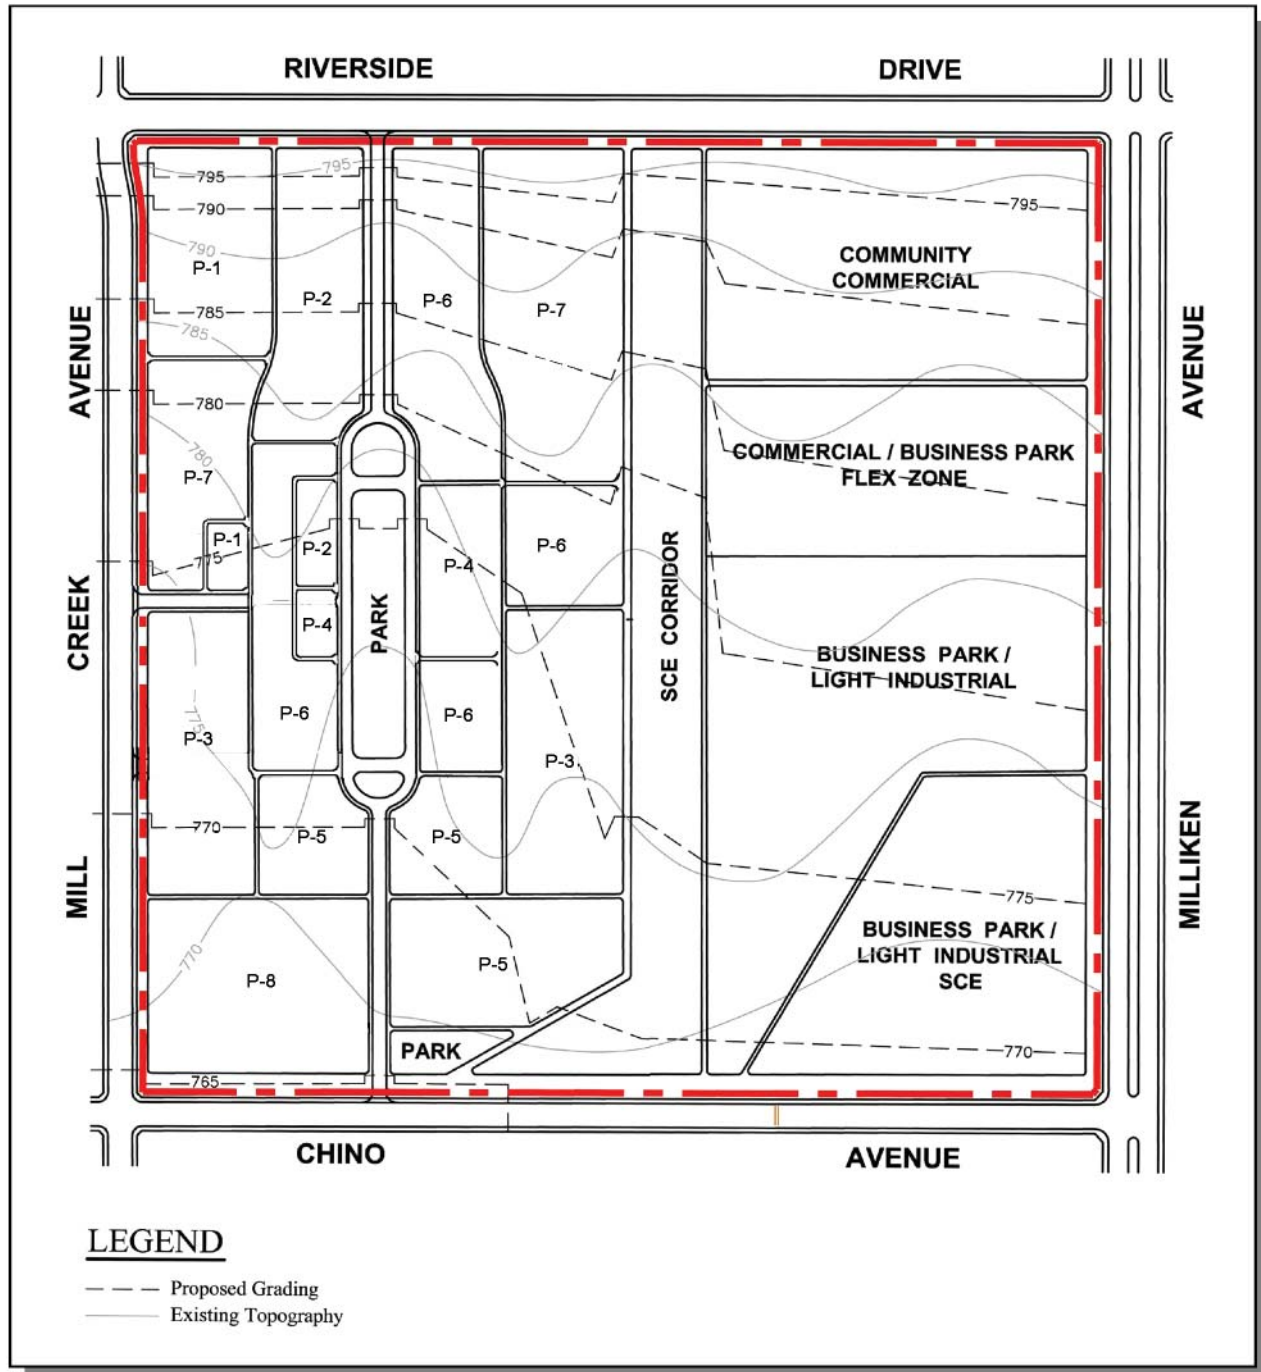 RIVERSIDE DRIVE
795
795
790
790
P-1
785
785
P-2
P-6
P-7
795
COMMUNITY
COMMERCIAL
AVENUE
AVENUE
780
780
P-7
COMMERCIAL / BUSINESS PARK
FLEX ZONE
P-1
775
P-2
P-4
P-6
P-4
PARK
SCE CORRIDOR
CREEK
BUSINESS PARK /
LIGHT INDUSTRIAL
775
P-3
P-6
P-6
P-3
770
P-5
P-5
MILL
MILLIKEN
775
BUSINESS PARK /
LIGHT INDUSTRIAL
SCE
770
P-8
P-5
PARK
770
765
CHINO AVENUE
LEGEND
Proposed Grading
Existing Topography